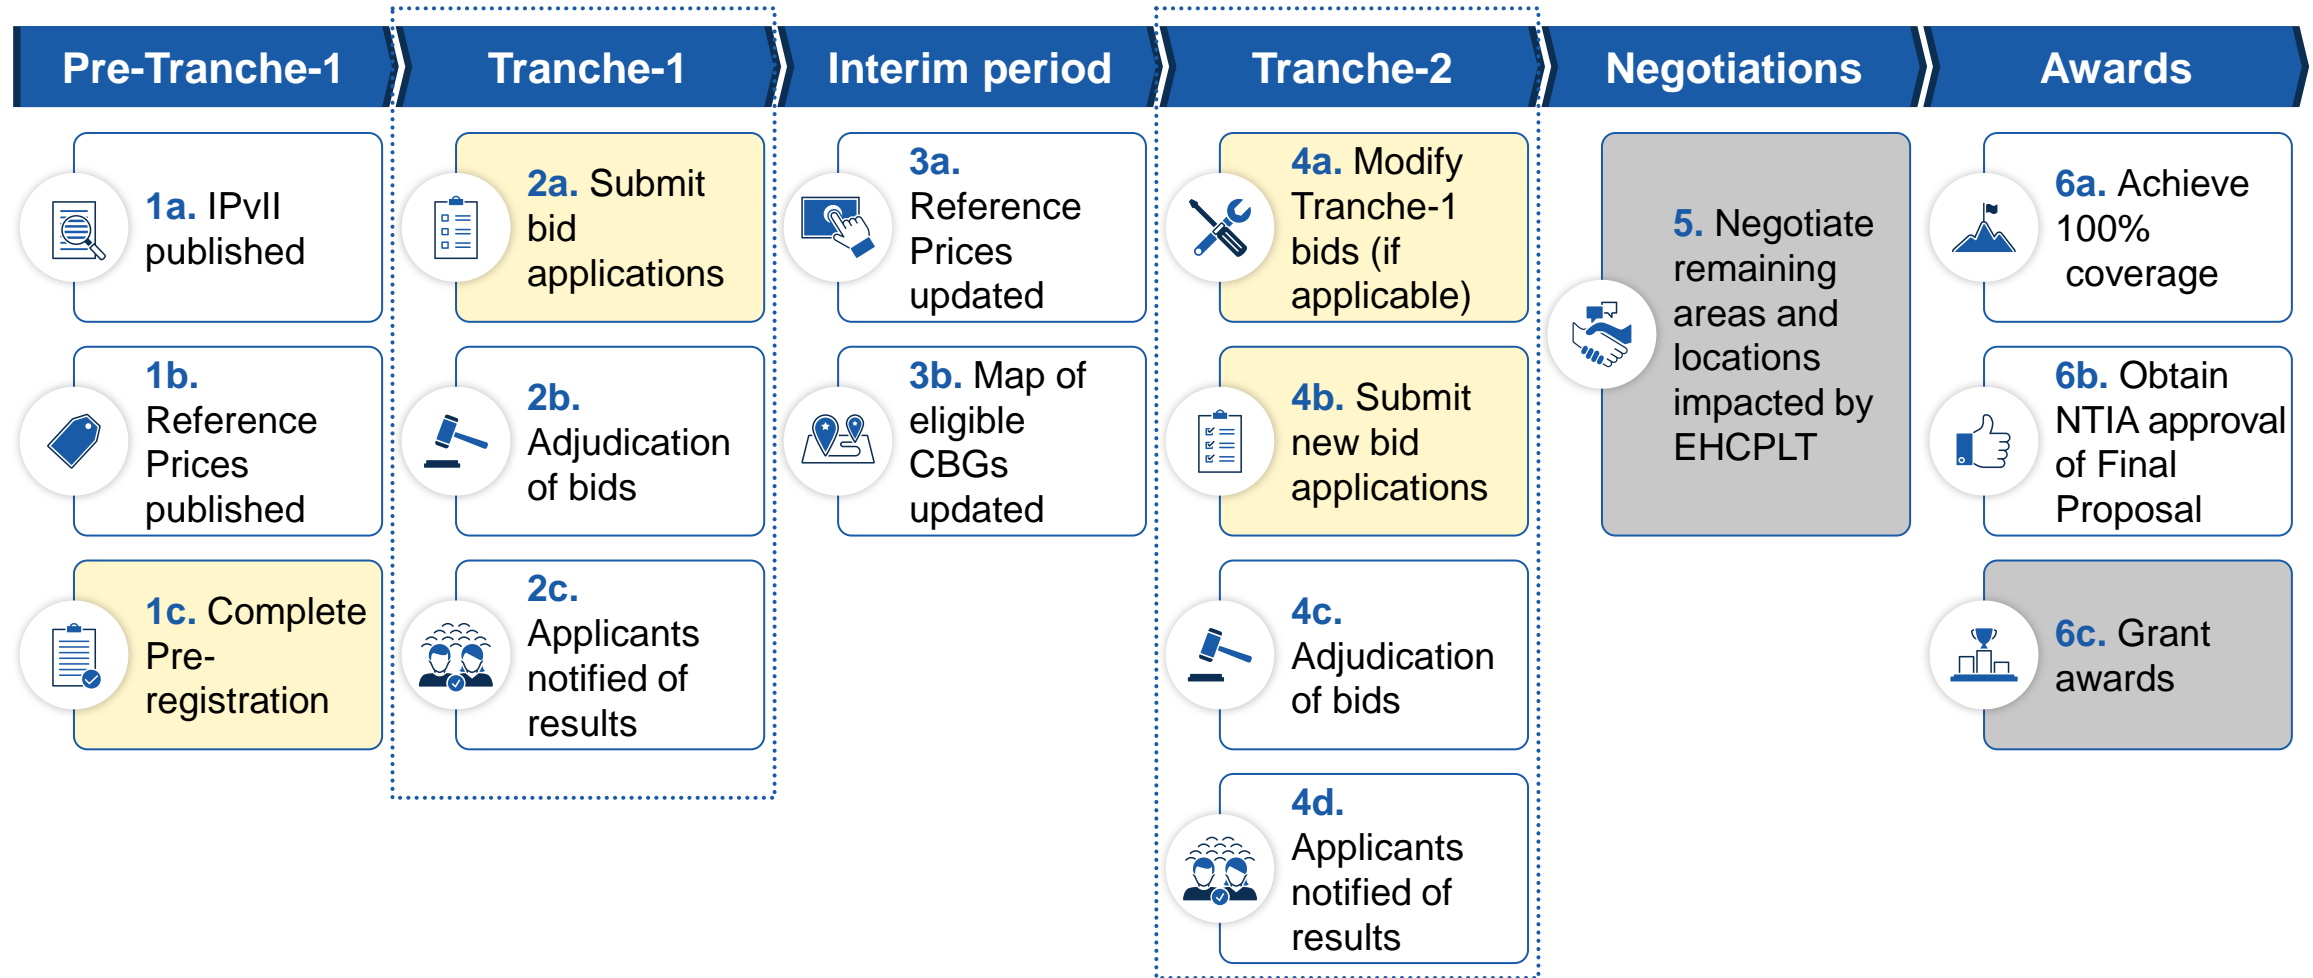 Pre-Tranche-1
Tranche-1
Interim period
Tranche-2
Negotiations
Awards
1a. IPvII
published
1b.
Reference
Prices
published
1c. Complete
Pre-
registration
2a. Submit
bid
applications
2b.
Adjudication
of bids
2c.
Applicants
notified of
results
3a.
Reference
Prices
updated
3b. Map of
eligible
CBGs
updated
4a. Modify
Tranche-1
bids (if
applicable)
4b. Submit
new bid
applications
4c.
Adjudication
of bids
4d.
Applicants
notified of
results
5. Negotiate
remaining
areas and
locations
impacted by
EHCPLT
6a. Achieve
100%
coverage
6b. Obtain
NTIA approval
of Final
Proposal
6c. Grant
awards